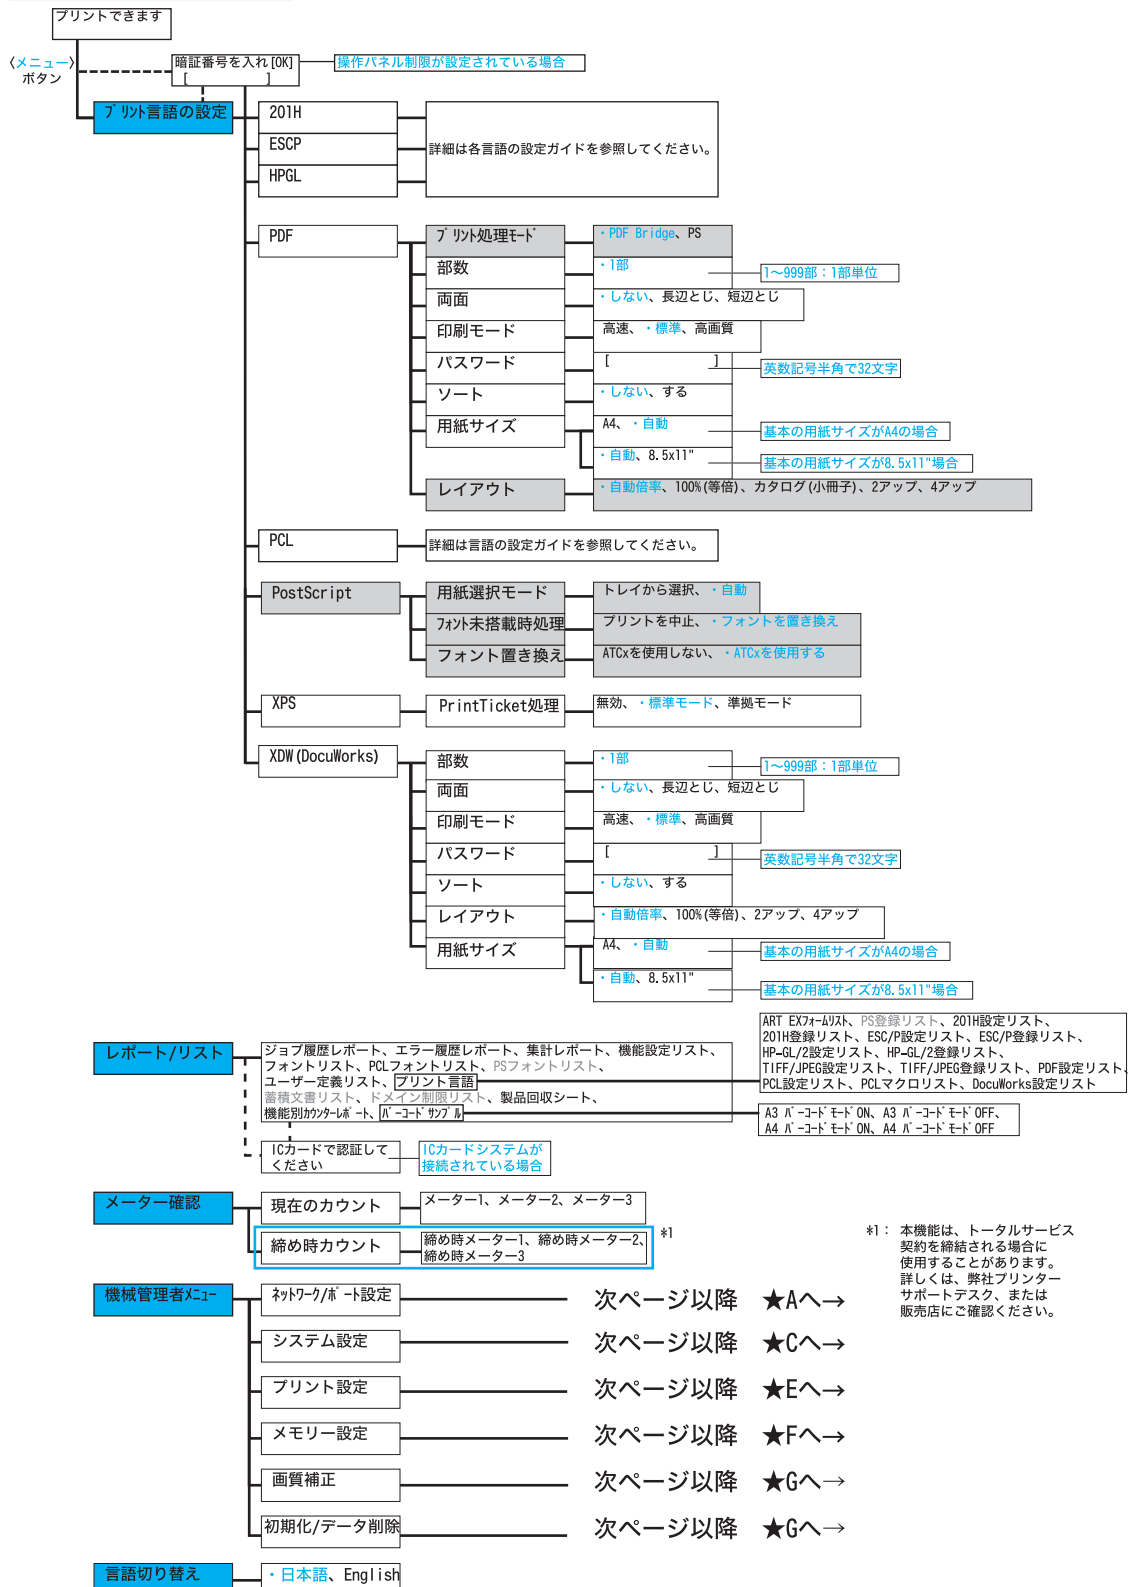 プリントできます
〈メニュー〉
ボタン
暗証番号を入れ[OK]
[　　　　　]
操作パネル制限が設定されている場合
プリント言語の設定
201H
ESCP
HPGL
詳細は各言語の設定ガイドを参照してください。
PDF
プリント処理モード
・PDF Bridge、PS
部数
・1部
1～999部：1部単位
両面
・しない、長辺とじ、短辺とじ
印刷モード
高速、・標準、高画質
パスワード
[　　　　　]
英数記号半角で32文字
ソート
・しない、する
用紙サイズ
A4、・自動
基本の用紙サイズがA4の場合
・自動、8.5x11"
基本の用紙サイズが8.5x11"場合
レイアウト
・自動倍率、100%(等倍)、カタログ(小冊子)、2アップ、4アップ
PCL
詳細は言語の設定ガイドを参照してください。
PostScript
用紙選択モード
トレイから選択、・自動
フォント未搭載時処理
プリントを中止、・フォントを置き換え
フォント置き換え
ATCxを使用しない、・ATCxを使用する
XPS
PrintTicket処理
無効、・標準モード、準拠モード
XDW(DocuWorks)
部数
・1部
1～999部：1部単位
両面
・しない、長辺とじ、短辺とじ
印刷モード
高速、・標準、高画質
パスワード
[　　　　　]
英数記号半角で32文字
ソート
・しない、する
レイアウト
・自動倍率、100%(等倍)、2アップ、4アップ
用紙サイズ
A4、・自動
基本の用紙サイズがA4の場合
・自動、8.5x11"
基本の用紙サイズが8.5x11"場合
レポート/リスト
ジョブ履歴レポート、エラー履歴レポート、集計レポート、機能設定リスト、
フォントリスト、PCLフォントリスト、PSフォントリスト、
ユーザー定義リスト、プリント言語
蓄積文書リスト、ドメイン制限リスト、製品回収シート、
機能別カウンターレポート、バーコードサンプル
ART EXフォームリスト、PS登録リスト、201H設定リスト、
201H登録リスト、ESC/P設定リスト、ESC/P登録リスト、
HP-GL/2設定リスト、HP-GL/2登録リスト、
TIFF/JPEG設定リスト、TIFF/JPEG登録リスト、PDF設定リスト、
PCL設定リスト、PCLマクロリスト、DocuWorks設定リスト
A3 バーコードモードON、A3 バーコードモードOFF、
A4 バーコードモードON、A4 バーコードモードOFF
ICカードで認証して
ください
ICカードシステムが
接続されている場合
メーター確認
現在のカウント
メーター1、メーター2、メーター3
締め時カウント
締め時メーター1、締め時メーター2、
締め時メーター3
*1
*1： 本機能は、トータルサービス
契約を締結される場合に
使用することがあります。
詳しくは、弊社プリンター
サポートデスク、または
販売店にご確認ください。
機械管理者メニュー
ネットワーク/ポート設定
次ページ以降　★Aへ→
システム設定
次ページ以降　★Cへ→
プリント設定
次ページ以降　★Eへ→
メモリー設定
次ページ以降　★Fへ→
画質補正
次ページ以降　★Gへ→
初期化/データ削除
次ページ以降　★Gへ→
言語切り替え
・日本語、English